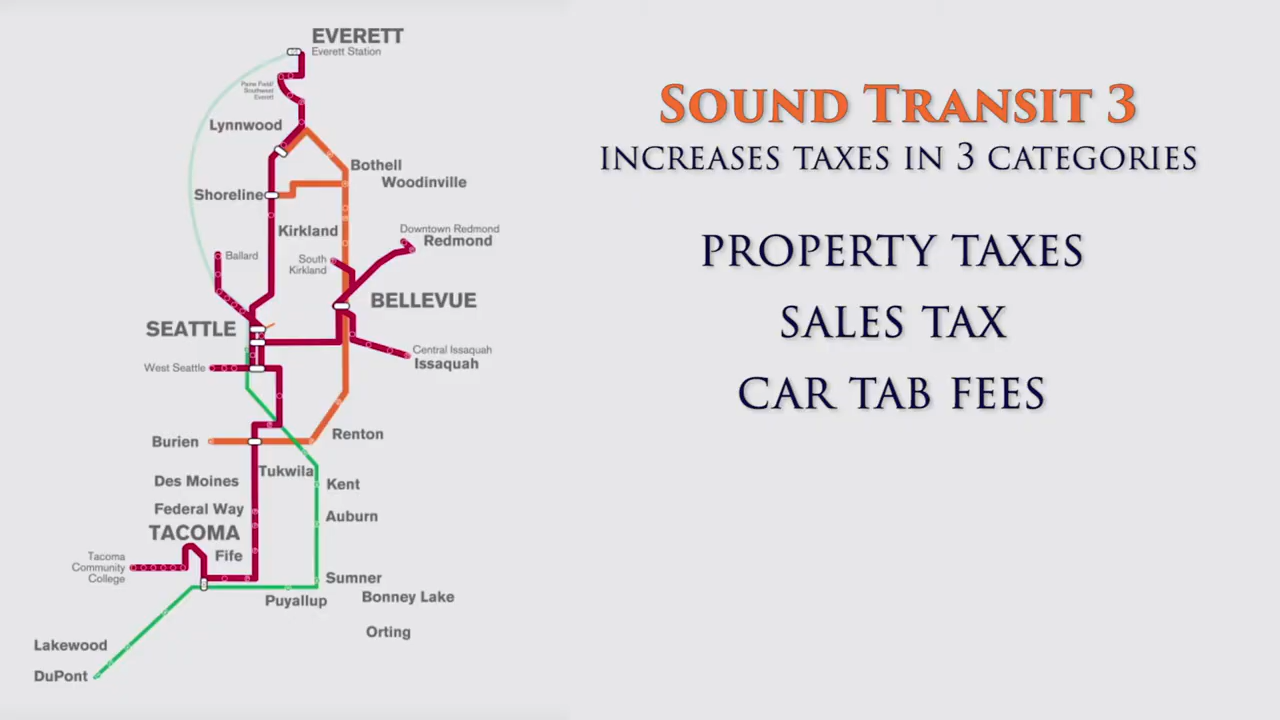 EVERETT
Everett Station
Paine Field/
Southwest
Everett
Lynnwood
Bothell
Woodinville
Shoreline
Kirkland
Downtown Redmond
Redmond
Ballard
South
Kirkland
BELLEVUE
SEATTLE
Central Issaquah
Issaquah
West Seattle
Burien
Renton
Tukwila
Des Moines
Kent
Federal Way
Auburn
TACOMA
Fife
Tacoma
Community
College
Sumner
Puyallup
Bonney Lake
Orting
Lakewood
DuPont
SOUND TRANSIT 3
INCREASES TAXES IN 3 CATEGORIES
PROPERTY TAXES
SALES TAX
CAR TAB FEES